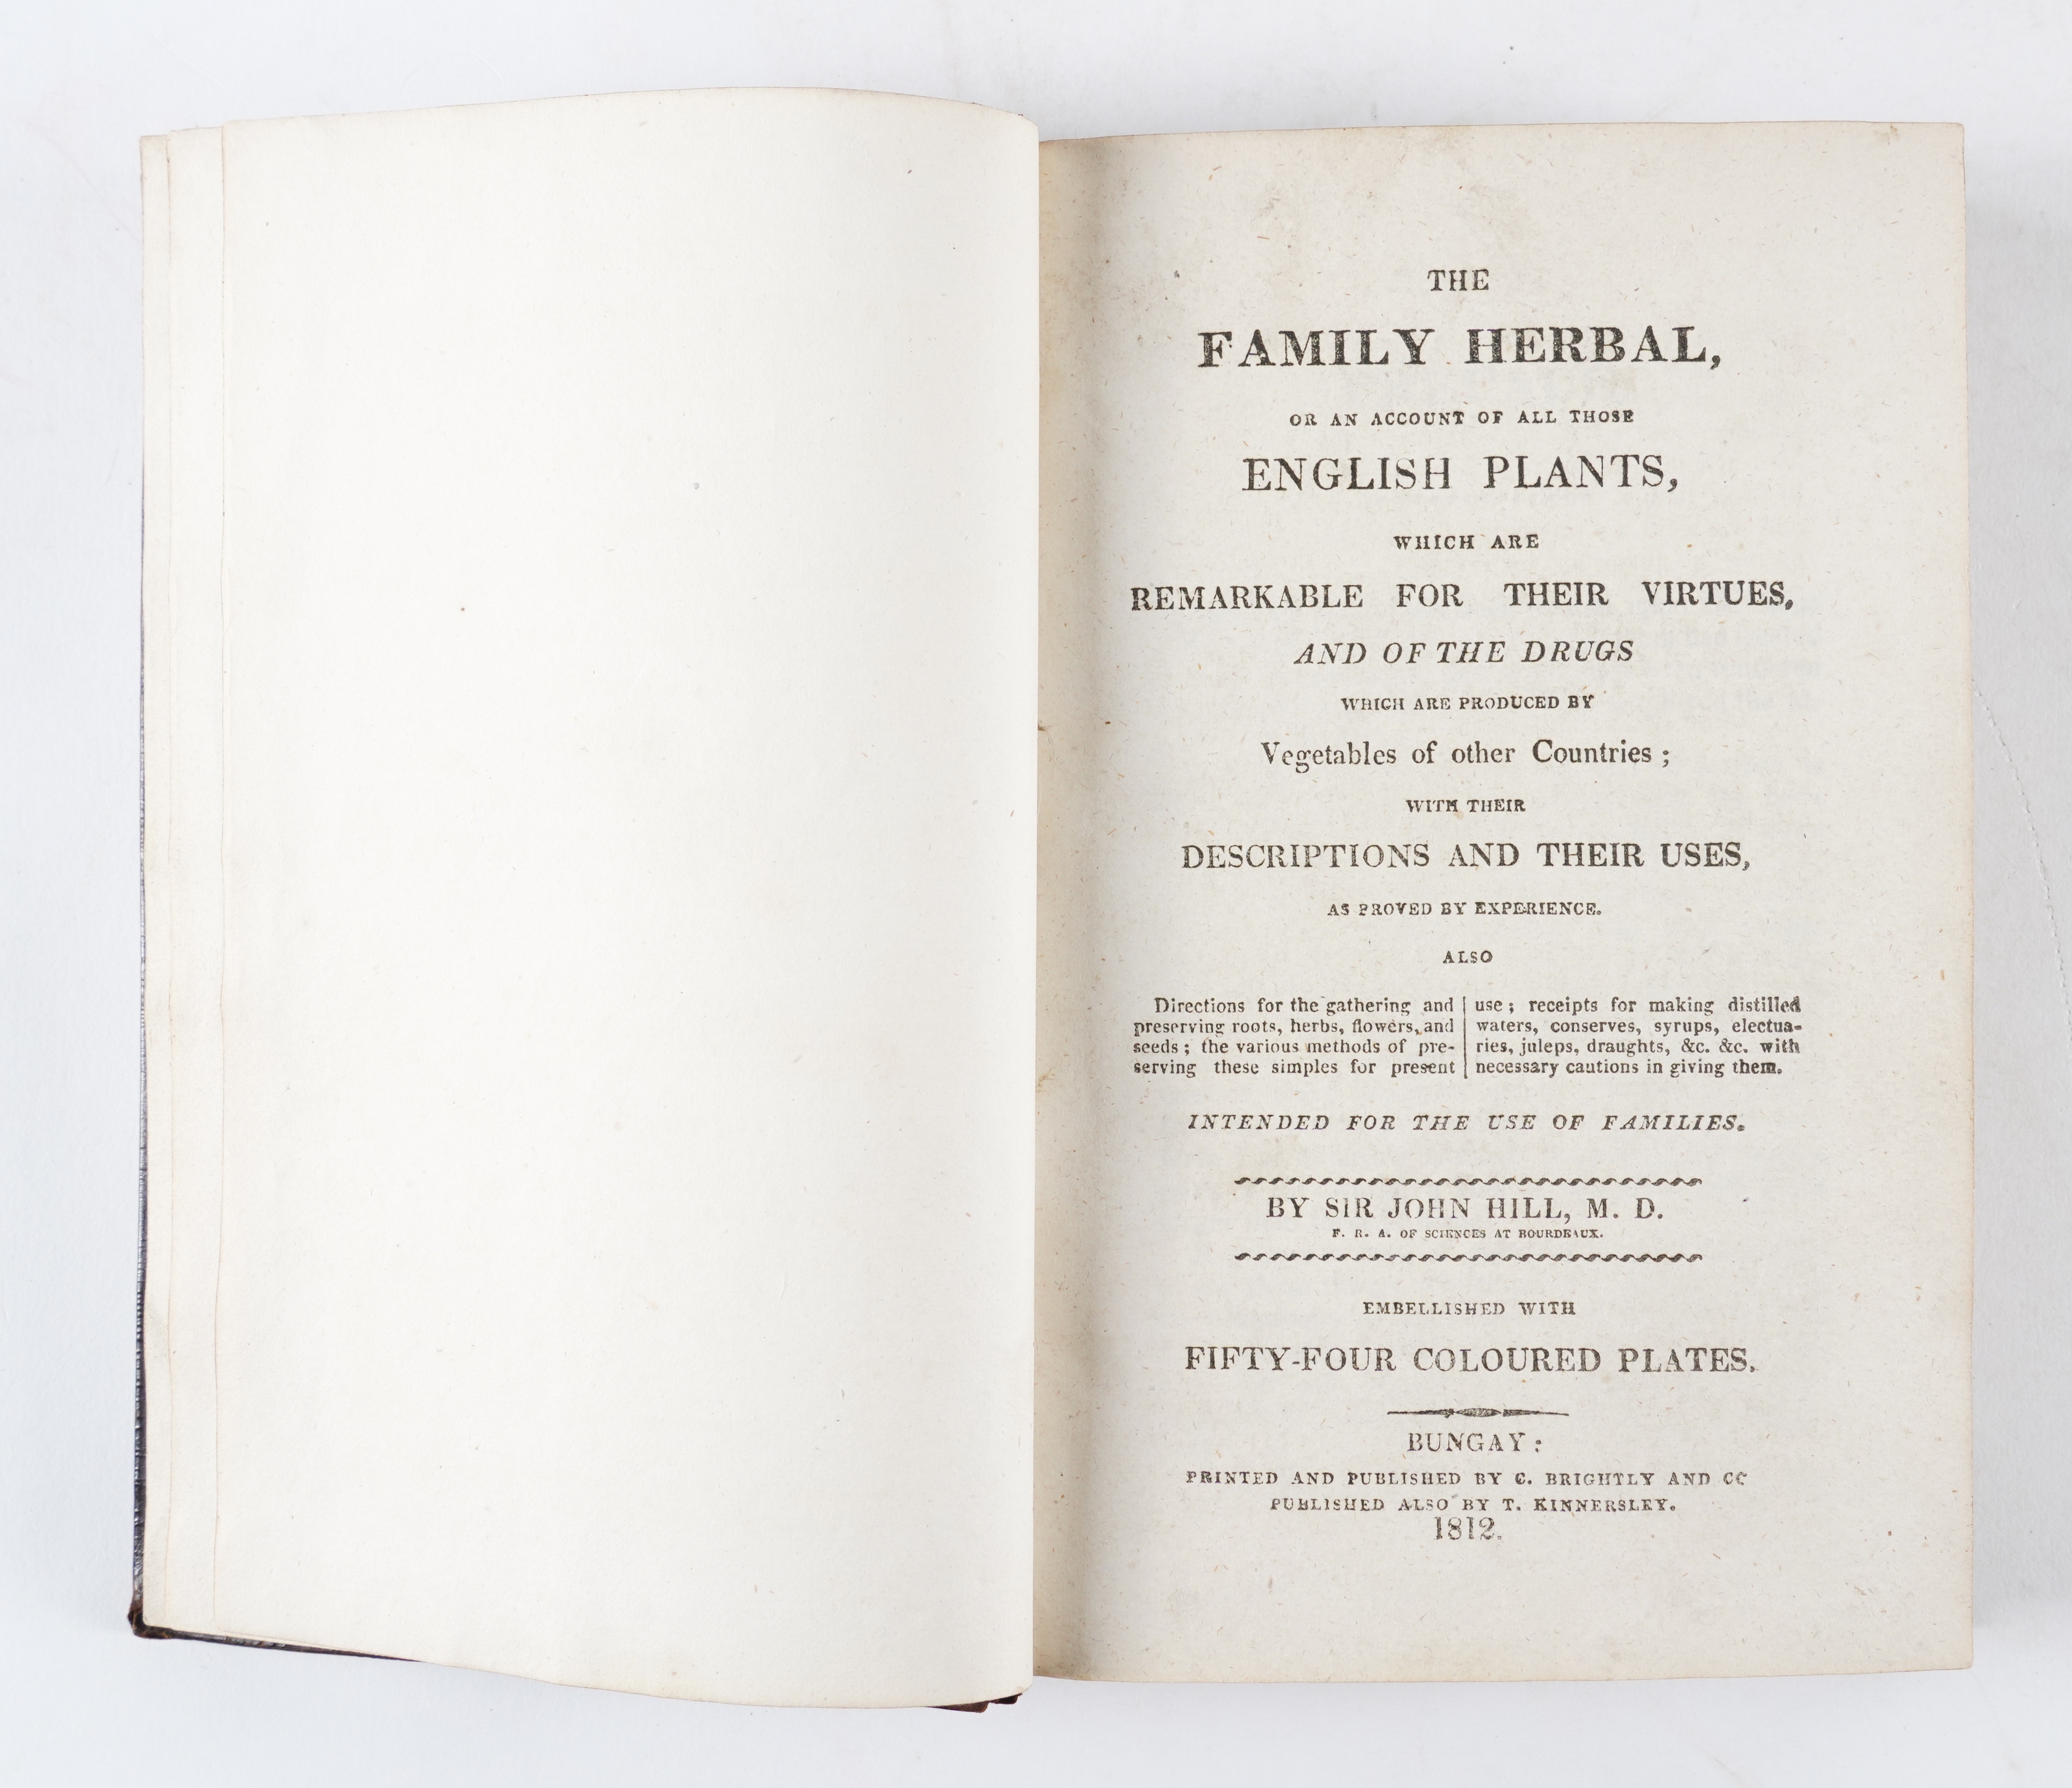 THE
FAMILY HERBAL,
OR AN ACCOUNT OF ALL THOSE
ENGLISH PLANTS,
WHICH ARE
REMARKABLE FOR THEIR VIRTUES,
AND OF THE DRUGS
WHICH ARE PRODUCED BY
Vegetables of other Countries ;
WITH THEIR
DESCRIPTIONS AND THEIR USES,
AS PROVED BY EXPERIENCE.
ALSO
Directions for the gathering and
preserving roots, herbs, flowers, and
seeds ; the various methods of pre-
serving these simples for present
use ; receipts for making distilled
waters, conserves, syrups, electua-
ries, juleps, draughts, &c. &c. with
necessary cautions in giving them.
INTENDED FOR THE USE OF FAMILIES.
BY SIR JOHN HILL, M. D.
F. R. A. OF SCIENCES AT BOURDEAUX.
EMBELLISHED WITH
FIFTY-FOUR COLOURED PLATES.
BUNGAY :
PRINTED AND PUBLISHED BY C. BRIGHTLY AND CO
PUBLISHED ALSO BY T. KINNERSLEY.
1812.